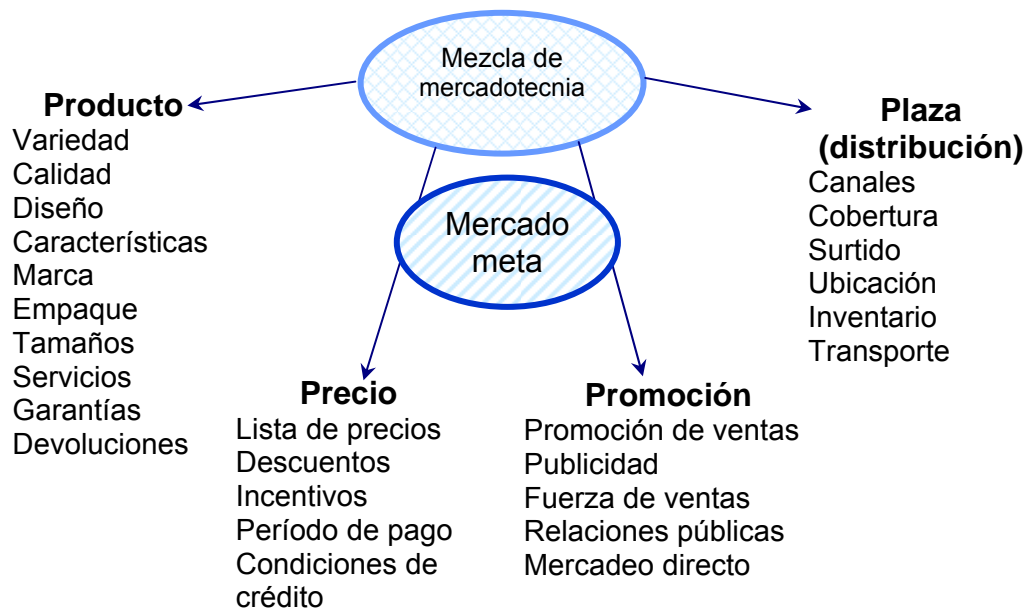 Mezcla de
mercadotecnia
Producto
Variedad
Calidad
Diseño
Características
Marca
Empaque
Tamaños
Servicios
Garantías
Devoluciones
Mercado
meta
Plaza
(distribución)
Canales
Cobertura
Surtido
Ubicación
Inventario
Transporte
Precio
Lista de precios
Descuentos
Incentivos
Período de pago
Condiciones de
crédito
Promoción
Promoción de ventas
Publicidad
Fuerza de ventas
Relaciones públicas
Mercadeo directo